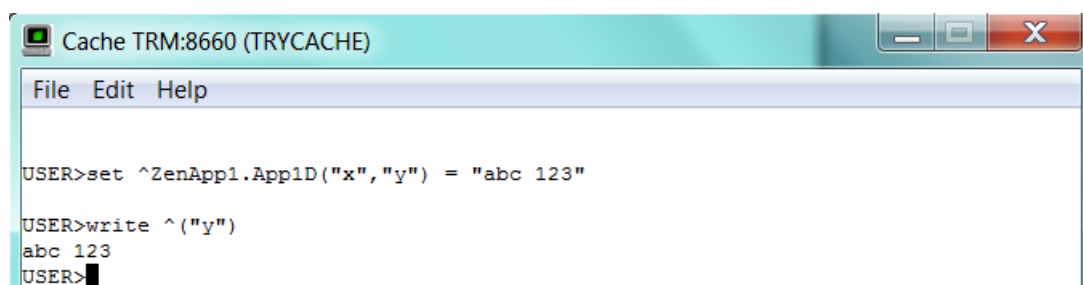 Cache TRM:8660 (TRYCACHE)
File Edit Help
USER>set ^ZenApp1.App1D("x","y") = "abc 123"
USER>write ^("y")
abc 123
USER>